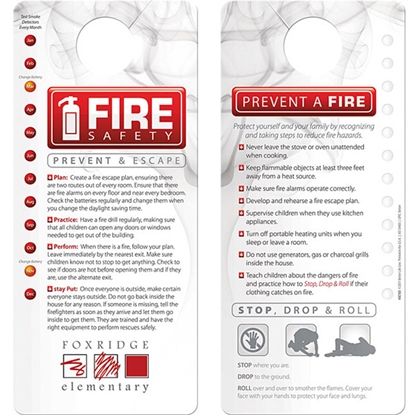 Test Smoke
Detectors
Every Month
Jan
Feb
Change Battery
Mar
Apr
May
Jun
Jul
Aug
Sep
Oct
Change Battery
Nov
Dec
FIRE
SAFETY
PREVENT & ESCAPE
Plan: Create a fire escape plan, ensuring there
are two routes out of every room. Ensure that there
are fire alarms on every floor and near every bedroom.
Check the batteries regularly and change them when
you change the daylight saving time.
Practice: Have a fire drill regularly, making sure
that all children can open any doors or windows
needed to get out of the building.
Perform: When there is a fire, follow your plan.
Leave immediately by the nearest exit. Make sure
children know not to stop to get anything. Check to
see if doors are hot before opening them and if they
are, use the alternate exit.
stay Put: Once everyone is outside, make certain
everyone stays outside. Do not go back inside the
house for any reason. If someone is missing, tell the
firefighters as soon as they arrive and let them go
inside to get them. They are trained and have the
right equipment to perform rescues safely.
FOXRIDGE
elementary
PREVENT A FIRE
Protect yourself and your family by recognizing
and taking steps to reduce fire hazards.
Never leave the stove or oven unattended
when cooking.
Keep flammable objects at least three feet
away from a heat source.
Make sure fire alarms operate correctly.
Develop and rehearse a fire escape plan.
Supervise children when they use kitchen
appliances.
Turn off portable heating units when you
sleep or leave a room.
Do not use generators, gas or charcoal grills
inside the house.
Teach children about the dangers of fire
and practice how to Stop, Drop & Roll if their
clothing catches on fire.
STOP, DROP & ROLL
STOP where you are.
DROP to the ground.
ROLL over and over to smother the flames. Cover your
face with your hands to protect your face and lungs.